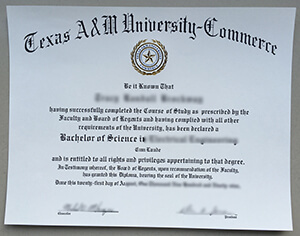 Texas A&M University-Commerce
Be it Known That
having successfully completed the Course of Study as prescribed by the
Faculty and Board of Regents and having complied with all other
requirements of the University, has been declared a
Bachelor of Science in
Cum Laude
and is entitled to all rights and privileges appertaining to that degree.
In Testimony whereof, the Board of Regents, upon recommendation of the Faculty,
has granted this Diploma, bearing the seal of the University.
Done this twenty-first day of August,
Chancellor
President